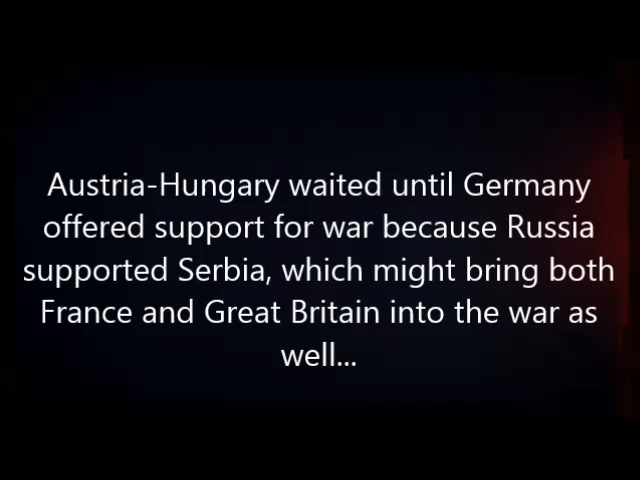 Austria-Hungary waited until Germany
offered support for war because Russia
supported Serbia, which might bring both
France and Great Britain into the war as
well...